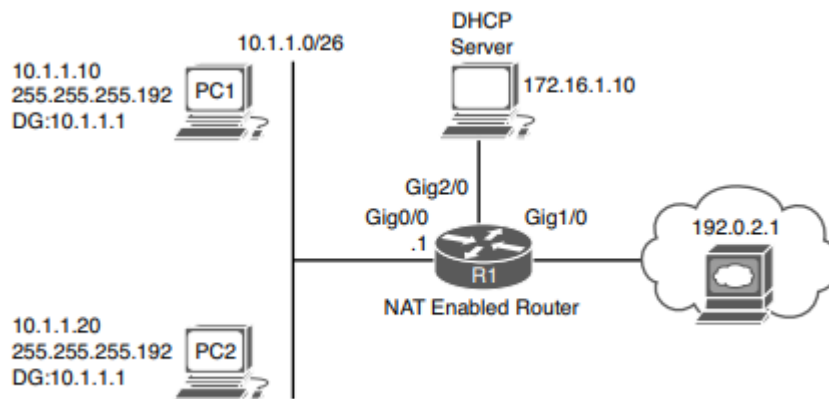 10.1.1.0/26
DHCP
Server
10.1.1.10
255.255.255.192
DG:10.1.1.1
PC1
172.16.1.10
Gig2/0
Gig0/0
Gig1/0
.1
192.0.2.1
R1
NAT Enabled Router
10.1.1.20
255.255.255.192
DG:10.1.1.1
PC2